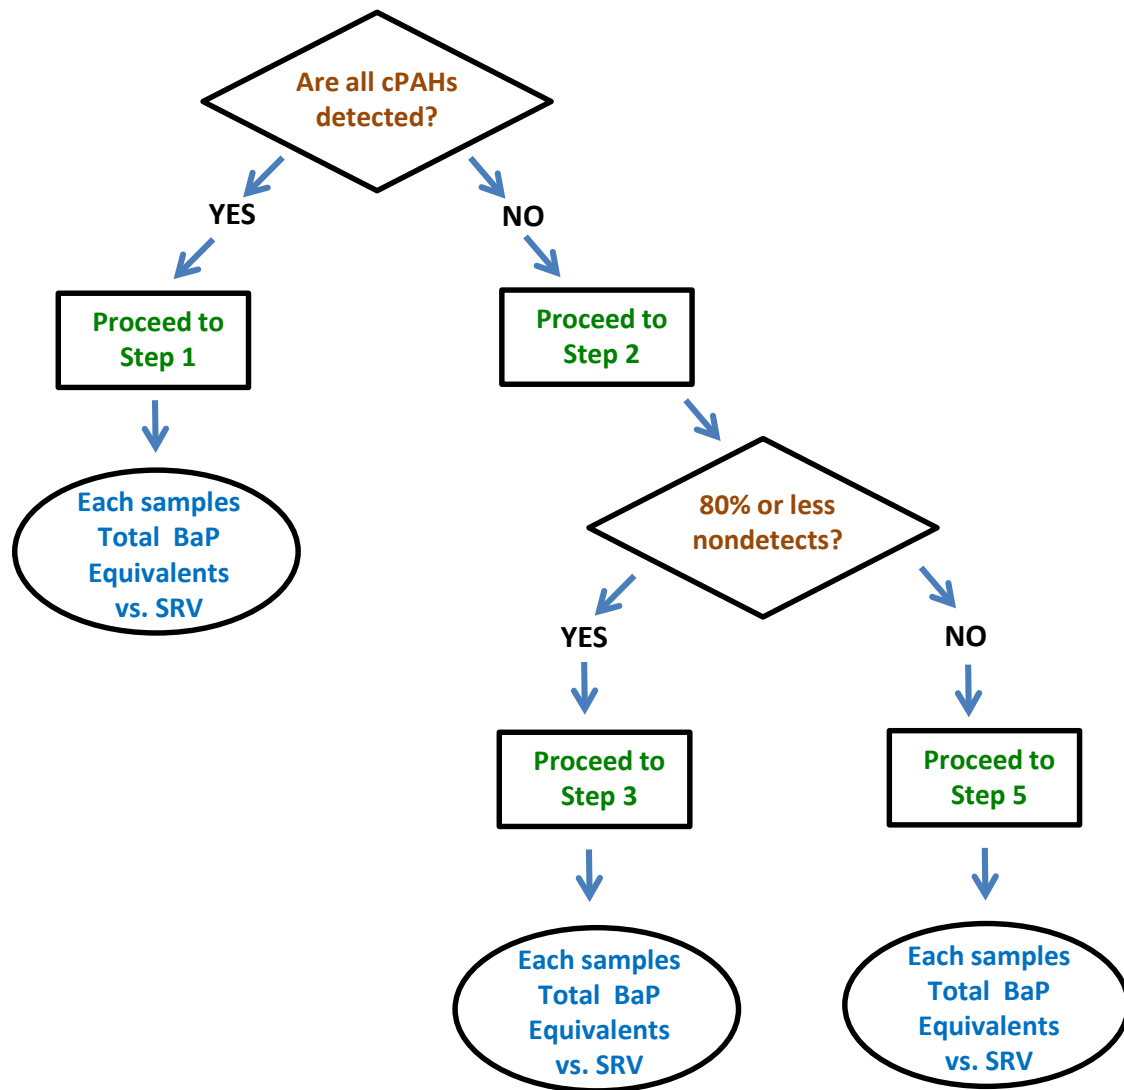 Are all cPAHs
detected?
YES
NO
Proceed to
Step 1
Proceed to
Step 2
Each samples
Total BaP
Equivalents
vs. SRV
80% or less
nondetects?
YES
NO
Proceed to
Step 3
Proceed to
Step 5
Each samples
Total BaP
Equivalents
vs. SRV
Each samples
Total BaP
Equivalents
vs. SRV